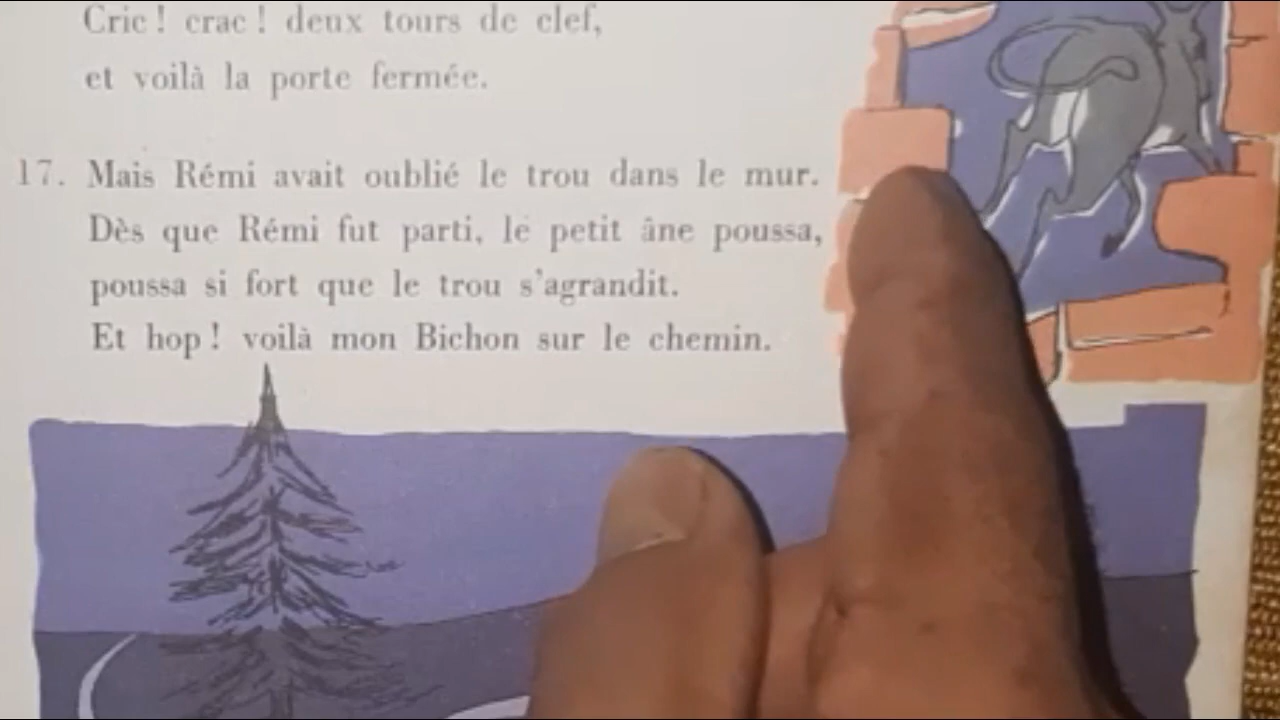 Cric ! crac ! deux tours de clef,
et voilà la porte fermée.
17. Mais Rémi avait oublié le trou dans le mur.
Dès que Rémi fut parti, le petit âne poussa,
poussa si fort que le trou s'agrandit.
Et hop ! voilà mon Bichon sur le chemin.